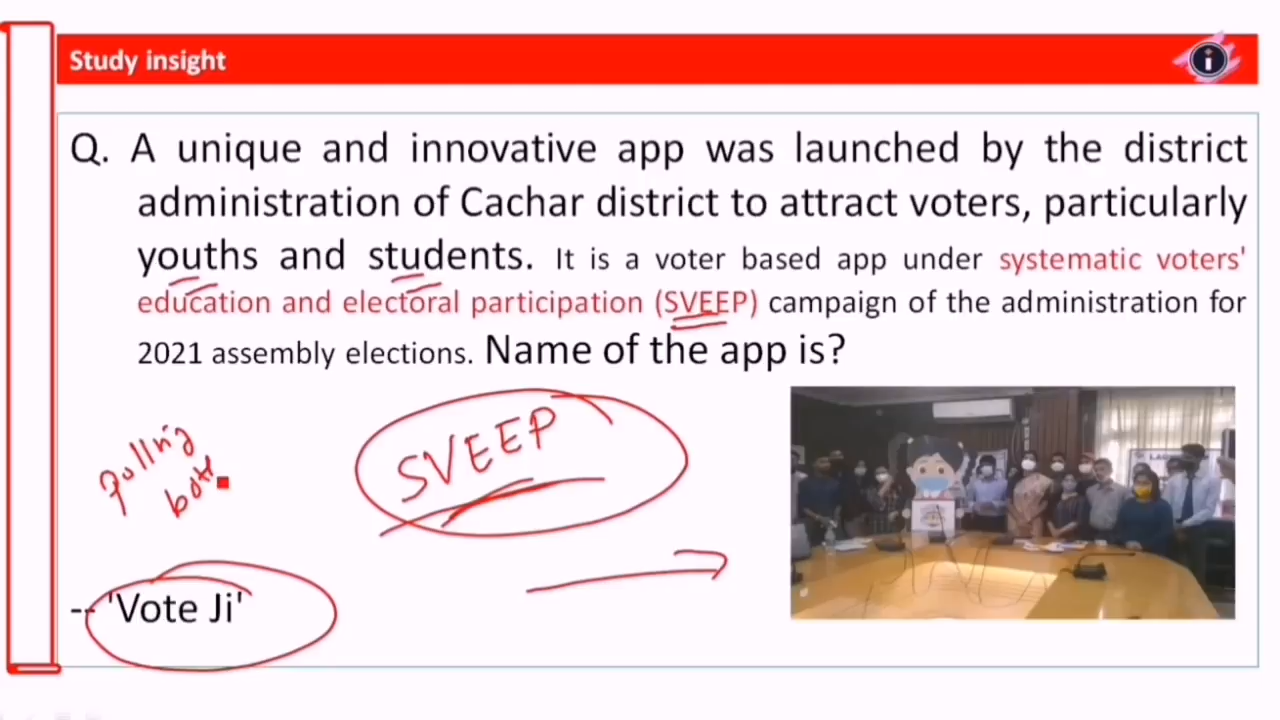 Study insight
i
Q. A unique and innovative app was launched by the district
administration of Cachar district to attract voters, particularly
youths and students. It is a voter based app under systematic voters'
education and electoral participation (SVEEP) campaign of the administration for
2021 assembly elections. Name of the app is?
polling
SVEEP
-- 'Vote Ji'